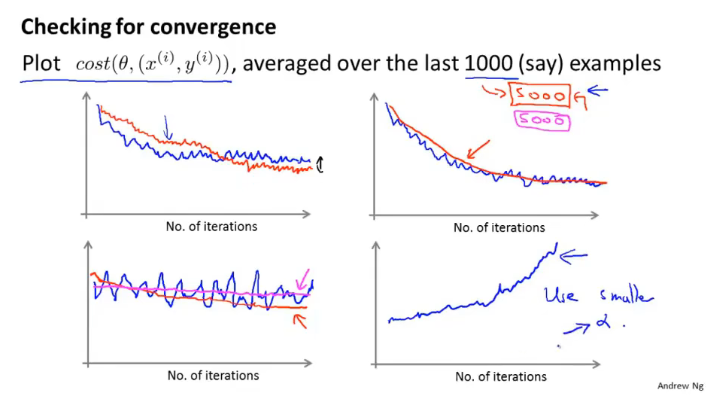 Checking for convergence
Plot cost(θ, (x^(i), y^(i))), averaged over the last 1000 (say) examples
5000
5000
No. of iterations
No. of iterations
Use smaller
α.
No. of iterations
No. of iterations
Andrew Ng